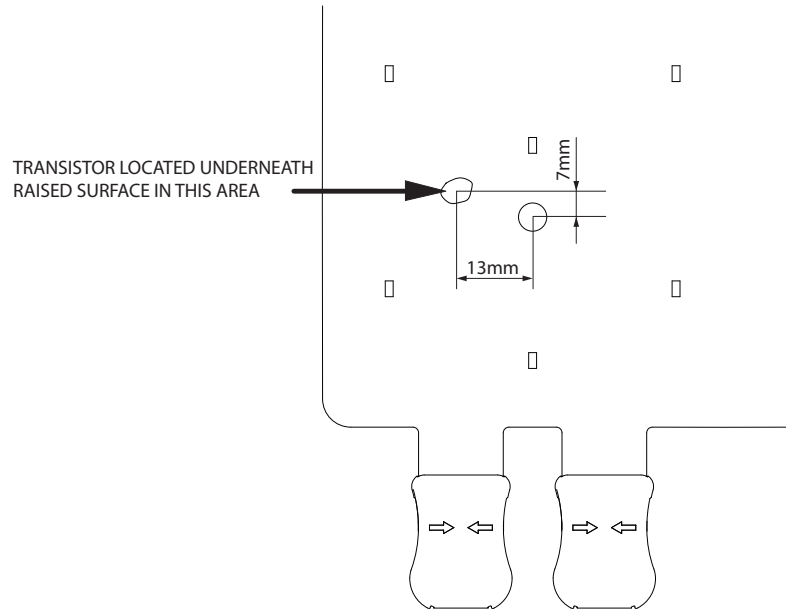 TRANSISTOR LOCATED UNDERNEATH
RAISED SURFACE IN THIS AREA
7mm
13mm